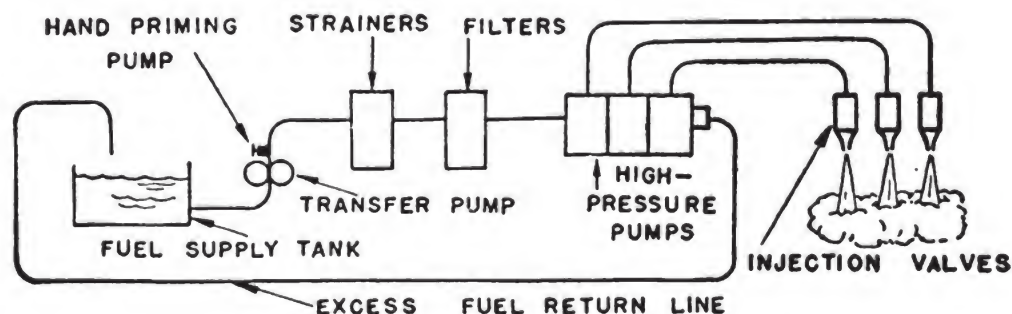 HAND PRIMING
PUMP
STRAINERS
FILTERS
TRANSFER PUMP
HIGH-
PRESSURE
PUMPS
FUEL SUPPLY TANK
INJECTION VALVES
EXCESS FUEL RETURN LINE